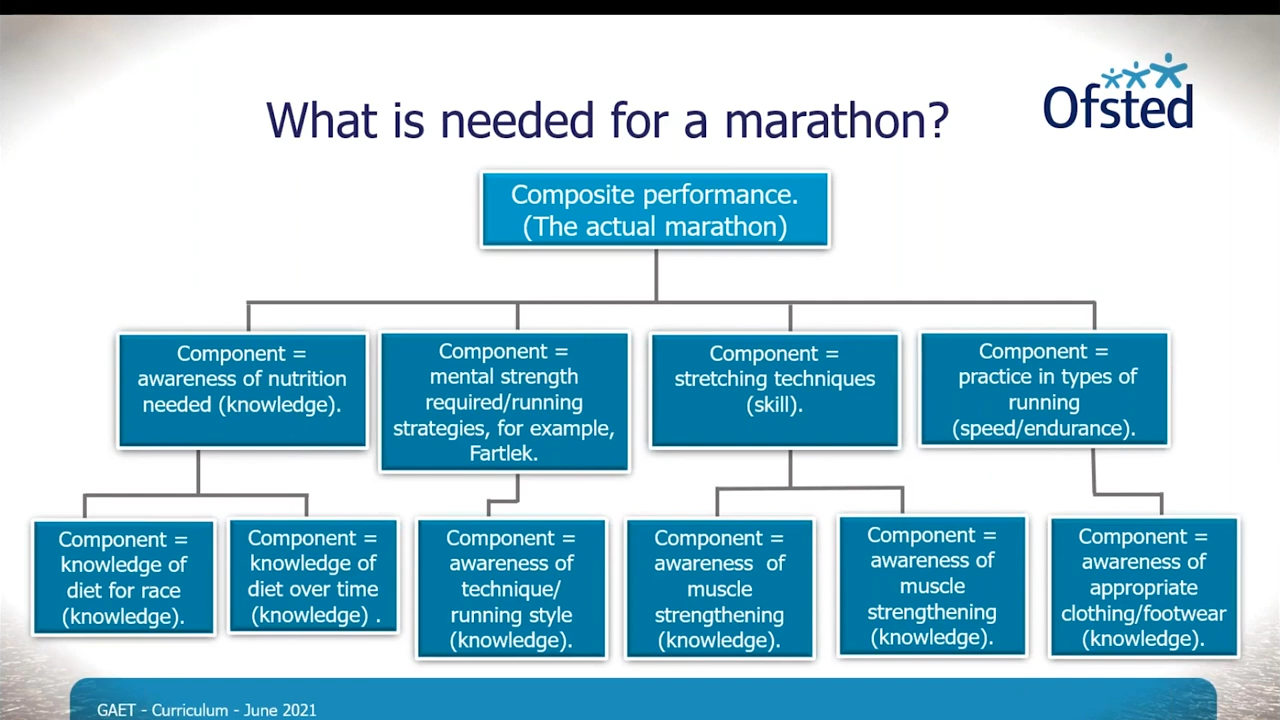 What is needed for a marathon?
Ofsted
Composite performance.
(The actual marathon)
Component =
awareness of nutrition
needed (knowledge).
Component =
mental strength
required/running
strategies, for example,
Fartlek.
Component =
stretching techniques
(skill).
Component =
practice in types of
running
(speed/endurance).
Component =
knowledge of
diet for race
(knowledge).
Component =
knowledge of
diet over time
(knowledge) .
Component =
awareness of
technique/
running style
(knowledge).
Component =
awareness  of
muscle
strengthening
(knowledge).
Component =
awareness of
muscle
strengthening
(knowledge).
Component =
awareness of
appropriate
clothing/footwear
(knowledge).
GAET - Curriculum - June 2021